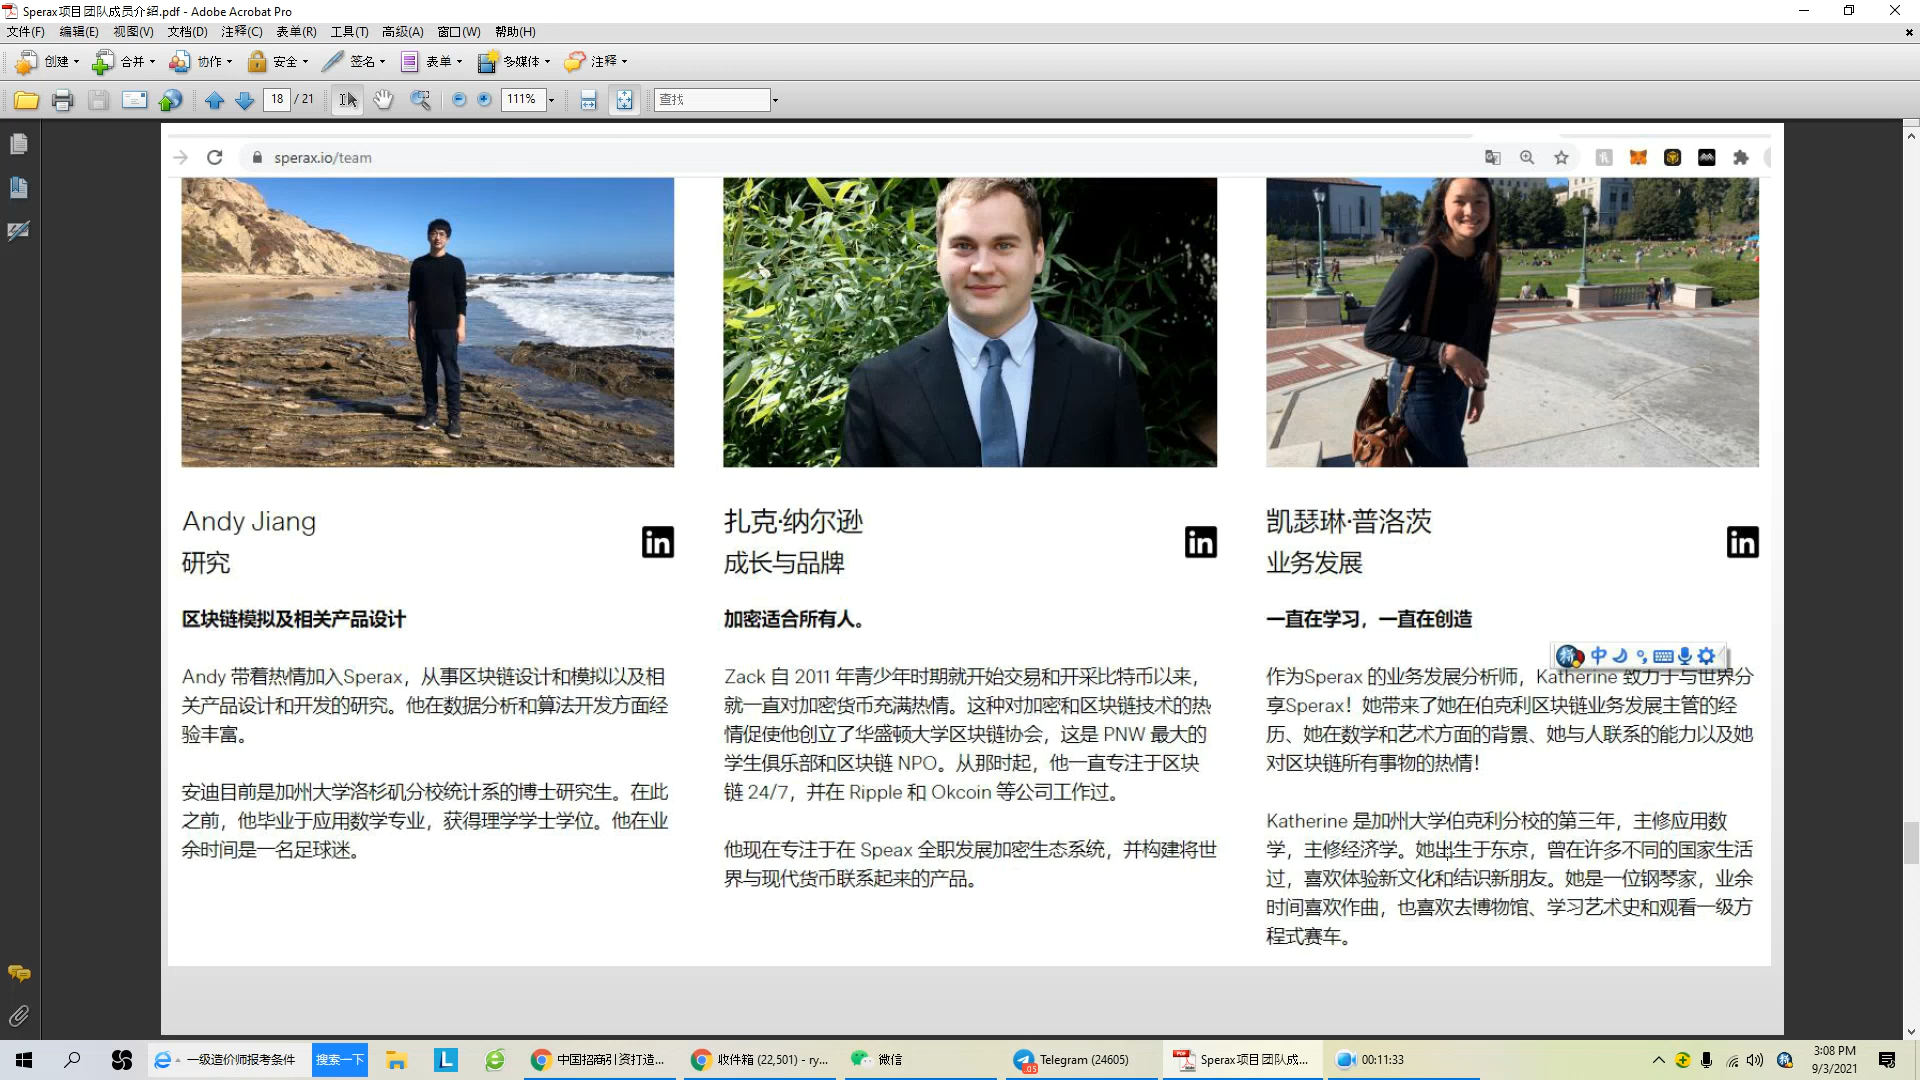 Sperax项目团队成员介绍.pdf - Adobe Acrobat Pro
文件(F) 编辑(E) 视图(V) 文档(D) 注释(C) 表单(R) 工具(T) 高级(A) 窗口(W) 帮助(H)
创建 合并 协作 安全 签名 表单 多媒体 注释
18 / 21 111% 查找
sperax.io/team
Andy Jiang
研究
区块链模拟及相关产品设计
Andy 带着热情加入Sperax，从事区块链设计和模拟以及相
关产品设计和开发的研究。他在数据分析和算法开发方面经
验丰富。
安迪目前是加州大学洛杉矶分校统计系的博士研究生。在此
之前，他毕业于应用数学专业，获得理学学士学位。他在业
余时间是一名足球迷。
in
扎克·纳尔逊
成长与品牌
加密适合所有人。
Zack 自 2011 年青少年时期就开始交易和开采比特币以来，
就一直对加密货币充满热情。这种对加密和区块链技术的热
情促使他创立了华盛顿大学区块链协会，这是 PNW 最大的
学生俱乐部和区块链 NPO。从那时起，他一直专注于区块
链 24/7，并在 Ripple 和 Okcoin 等公司工作过。
他现在专注于在 Speax 全职发展加密生态系统，并构建将世
界与现代货币联系起来的产品。
in
凯瑟琳·普洛茨
业务发展
一直在学习，一直在创造
作为Sperax 的业务发展分析师，Katherine 致力于与世界分
享Sperax！她带来了她在伯克利区块链业务发展主管的经
历、她在数学和艺术方面的背景、她与人联系的能力以及她
对区块链所有事物的热情！
Katherine 是加州大学伯克利分校的第三年，主修应用数
学，主修经济学。她出生于东京，曾在许多不同的国家生活
过，喜欢体验新文化和结识新朋友。她是一位钢琴家，业余
时间喜欢作曲，也喜欢去博物馆、学习艺术史和观看一级方
程式赛车。
in
中
一级造价师报考条件 搜索一下 中国招商引资打造... 收件箱 (22,501) - ry... 微信 Telegram (24605) Sperax项目团队成... 00:11:33
3:08 PM
9/3/2021